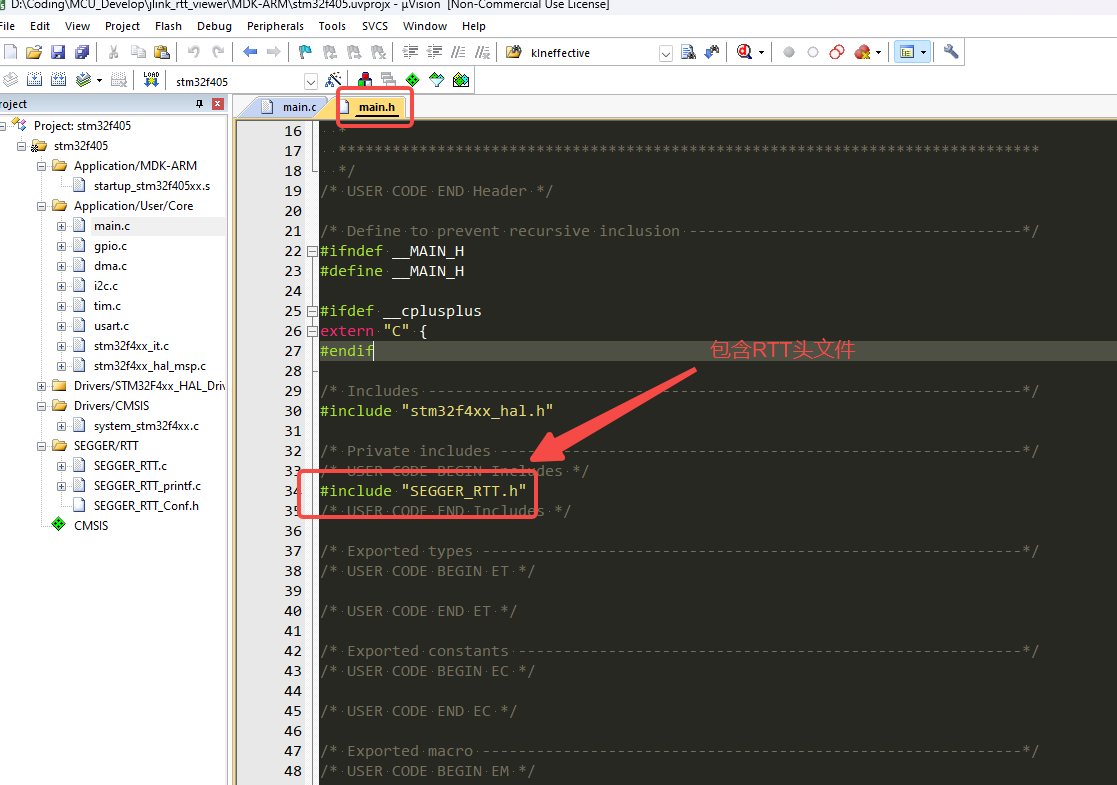 D:\Coding\MCU_Develop\jlink_rtt_viewer\MDK-ARM\stm32f405.uvprojx - µVision [Non-Commercial Use License]
File Edit View Project Flash Debug Peripherals Tools SVCS Window Help
kIneffective
LOAD
stm32f405
roject
main.c
main.h
Project: stm32f405
stm32f405
Application/MDK-ARM
startup_stm32f405xx.s
Application/User/Core
main.c
gpio.c
dma.c
i2c.c
tim.c
usart.c
stm32f4xx_it.c
stm32f4xx_hal_msp.c
Drivers/STM32F4xx_HAL_Driv
Drivers/CMSIS
system_stm32f4xx.c
SEGGER/RTT
SEGGER_RTT.c
SEGGER_RTT_printf.c
SEGGER_RTT_Conf.h
CMSIS
16 *
17 ******************************************************************************
18 */
19 /* USER CODE END Header */
20
21 /* Define to prevent recursive inclusion -------------------------------------*/
22 #ifndef __MAIN_H
23 #define __MAIN_H
24
25 #ifdef __cplusplus
26 extern "C" {
27 #endif
包含RTT头文件
28
29 /* Includes ------------------------------------------------------------------*/
30 #include "stm32f4xx_hal.h"
31
32 /* Private includes ----------------------------------------------------------*/
33 /* USER CODE BEGIN Includes */
34 #include "SEGGER_RTT.h"
35 /* USER CODE END Includes */
36
37 /* Exported types ------------------------------------------------------------*/
38 /* USER CODE BEGIN ET */
39
40 /* USER CODE END ET */
41
42 /* Exported constants --------------------------------------------------------*/
43 /* USER CODE BEGIN EC */
44
45 /* USER CODE END EC */
46
47 /* Exported macro ------------------------------------------------------------*/
48 /* USER CODE BEGIN EM */